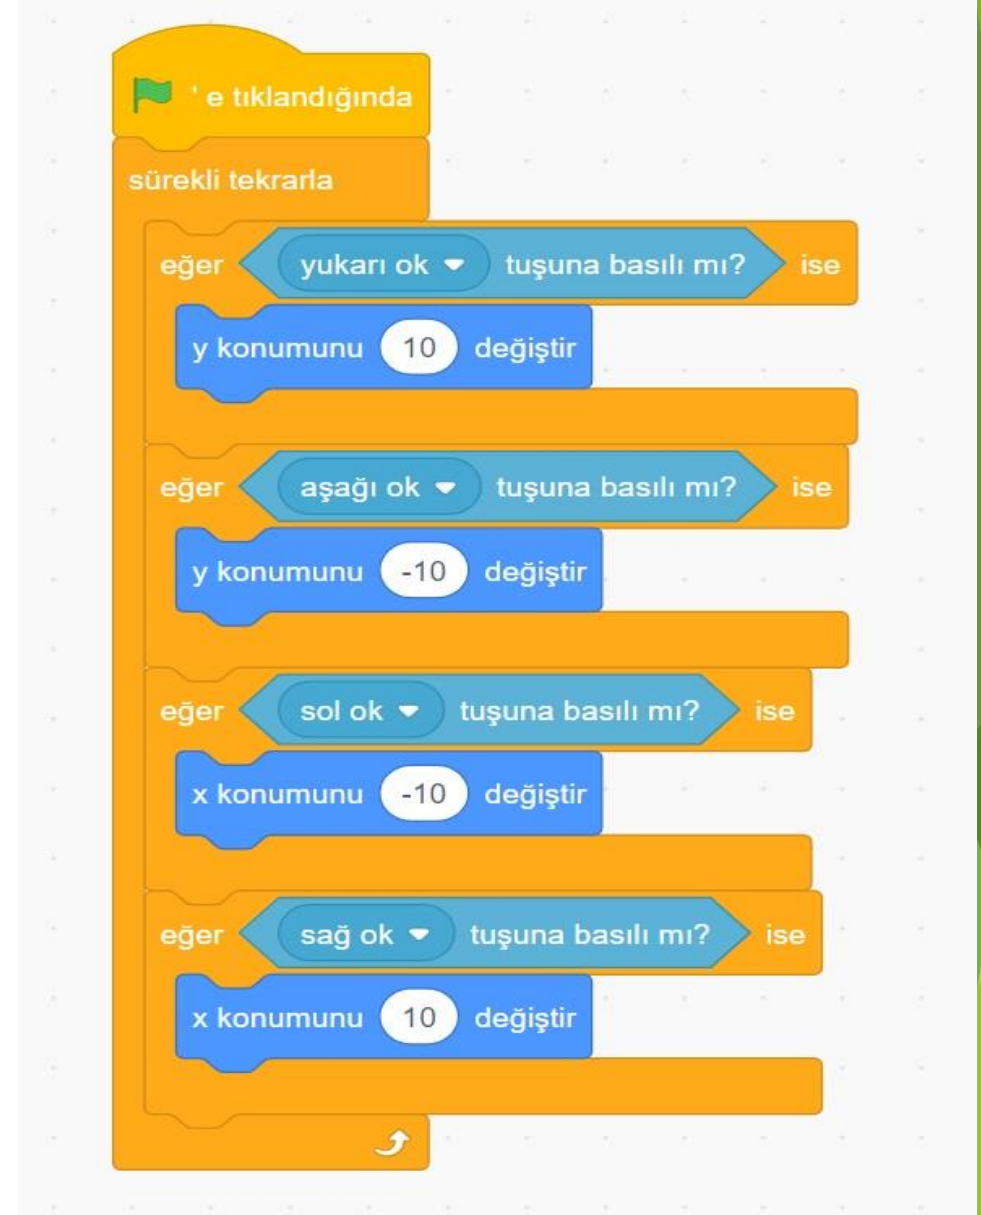 ' e tıklandığında
sürekli tekrarla
eğer yukarı ok tuşuna basılı mı? ise
y konumunu 10 değiştir
eğer aşağı ok tuşuna basılı mı? ise
y konumunu -10 değiştir
eğer sol ok tuşuna basılı mı? ise
x konumunu -10 değiştir
eğer sağ ok tuşuna basılı mı? ise
x konumunu 10 değiştir